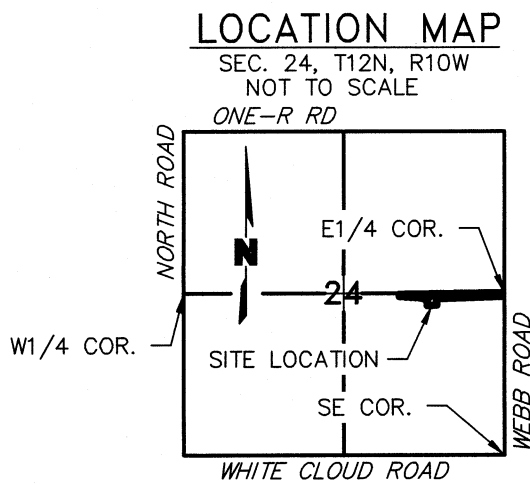 LOCATION MAP
SEC. 24, T12N, R10W
NOT TO SCALE
ONE-R RD
NORTH ROAD
E1/4 COR.
N
24
W1/4 COR.
SITE LOCATION
SE COR.
WEBB ROAD
WHITE CLOUD ROAD